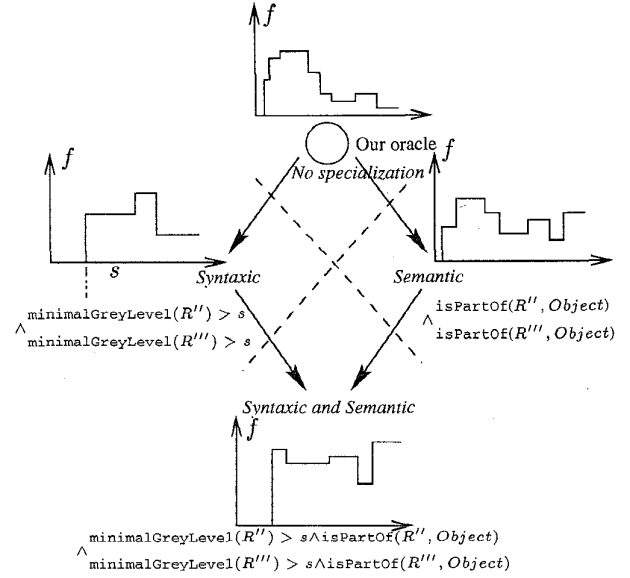 f
Our oracle
No specialization
f
f
s
Syntaxic
Semantic
minimalGreyLevel(R'') > s
∧
minimalGreyLevel(R''') > s
isPartOf(R'', Object)
∧
isPartOf(R''', Object)
Syntaxic and Semantic
f
minimalGreyLevel(R'') > s∧isPartOf(R'', Object)
∧
minimalGreyLevel(R''') > s∧isPartOf(R''', Object)